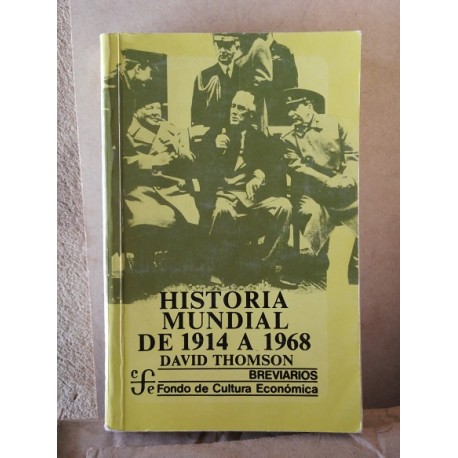 HISTORIA
MUNDIAL
DE 1914 A 1968
DAVID THOMSON
BREVIARIOS
cfe Fondo de Cultura Económica